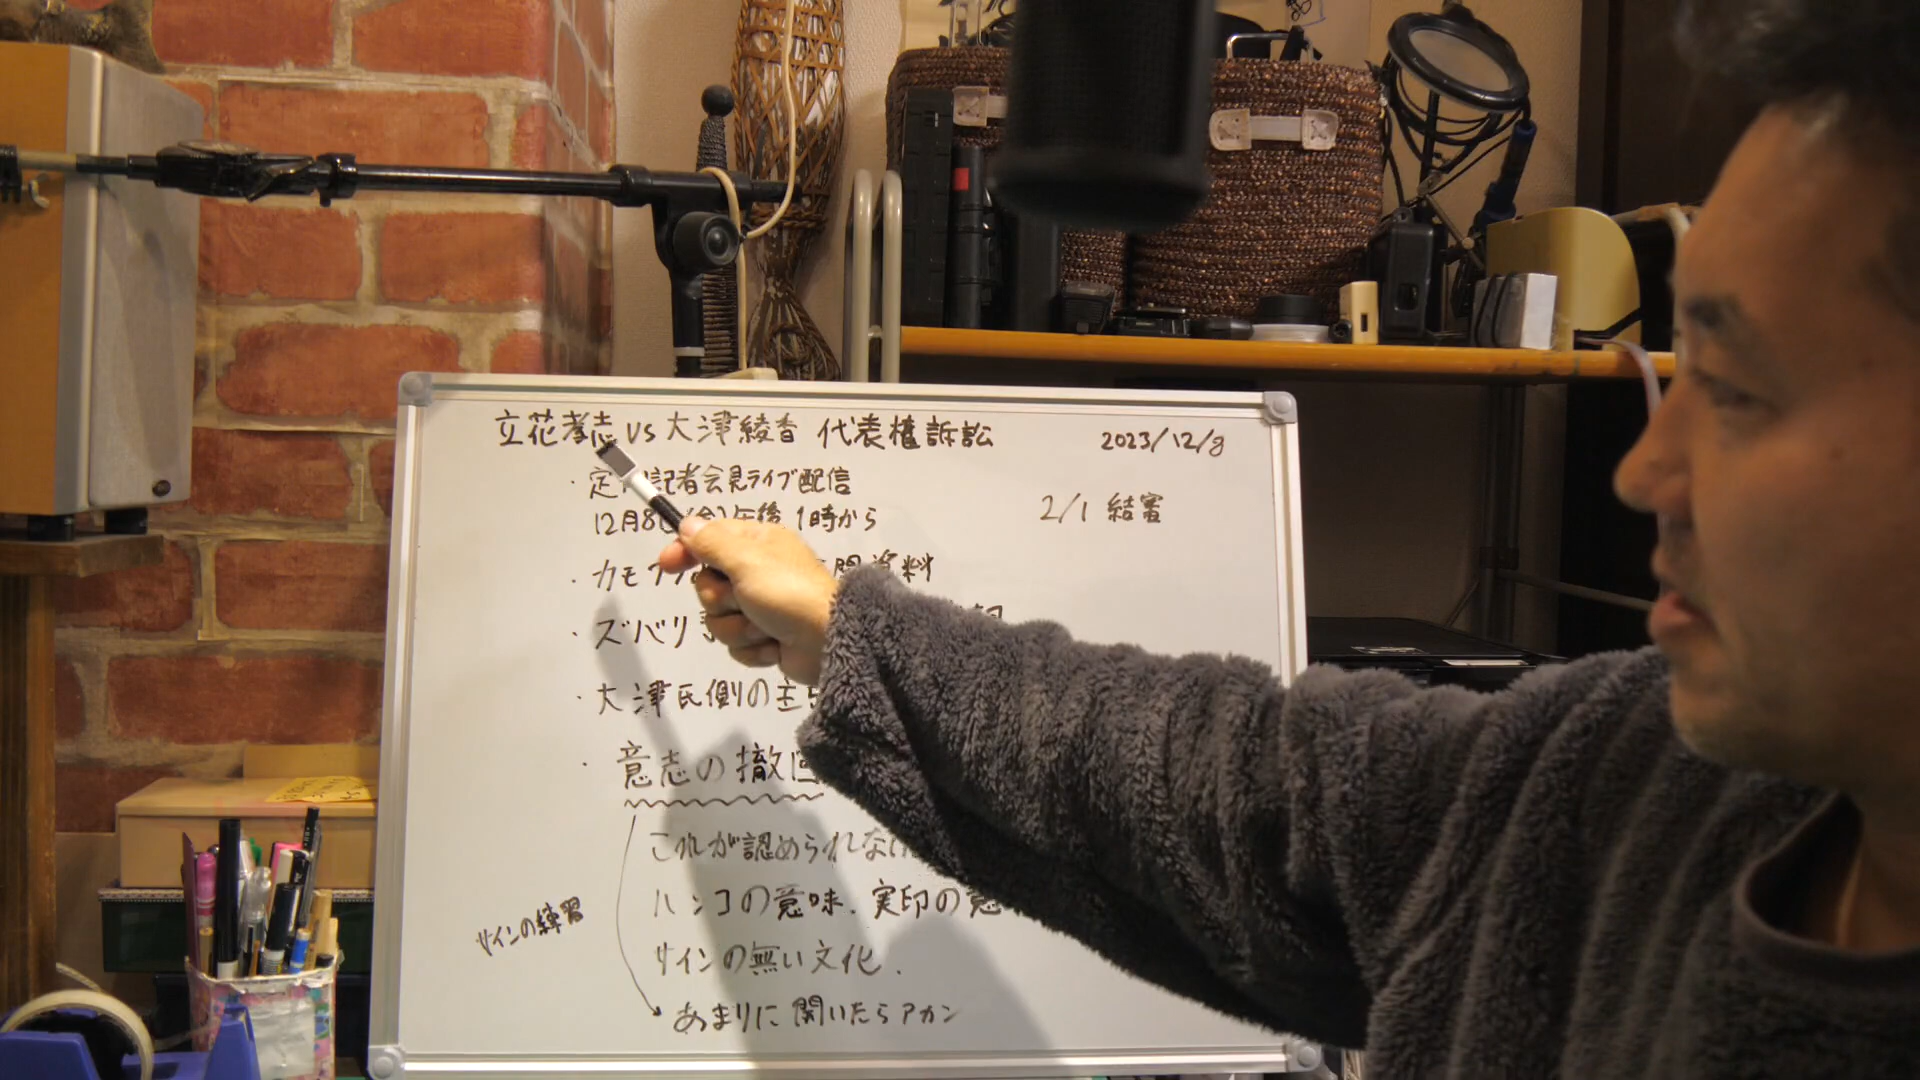 立花孝志 vs 大津綾香 代表権訴訟 2023/12/8
・定 記者会見ライブ配信
12月8日(金)午後1時から 2/1 結審
・カモフ 資料
・ズバリ
・大津氏側の主
・意志の撤回
これが認められな
ハンコの意味、実印の意
サインの練習
サインの無い文化.
あまりに開いたらアカン